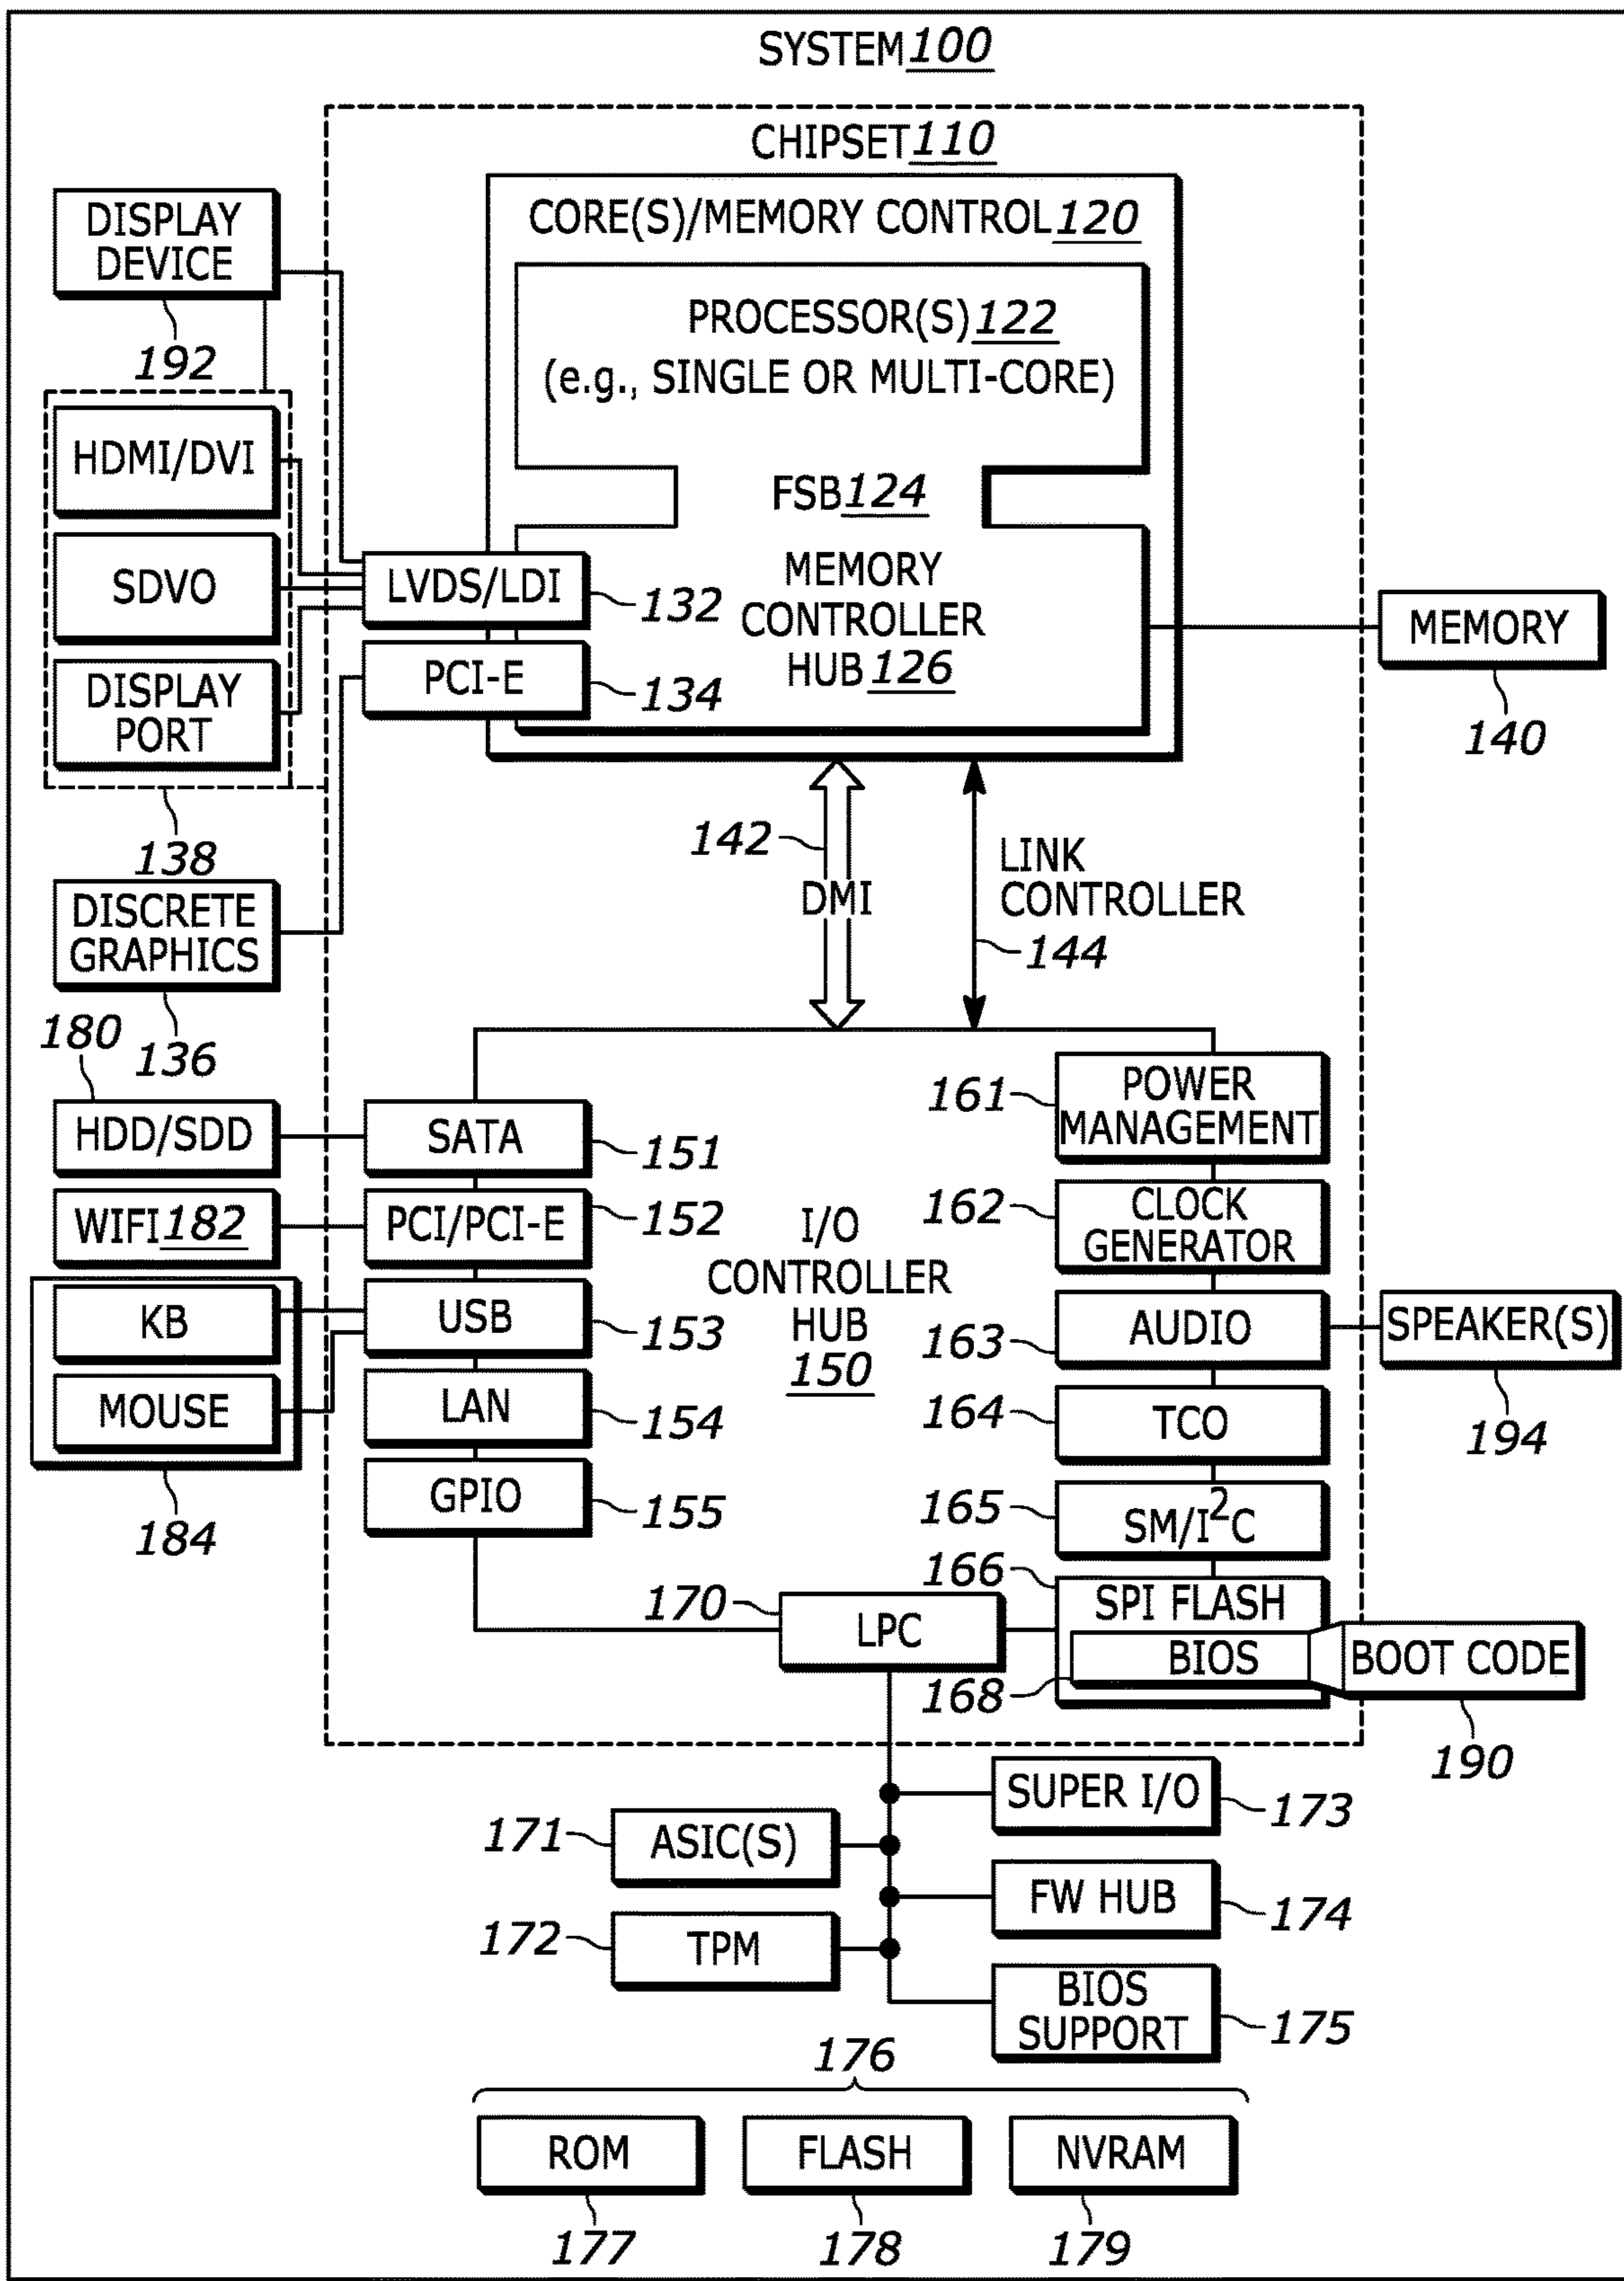 SYSTEM 100
CHIPSET 110
CORE(S)/MEMORY CONTROL 120
PROCESSOR(S) 122
(e.g., SINGLE OR MULTI-CORE)
FSB 124
MEMORY
CONTROLLER
HUB 126
DISPLAY
DEVICE
192
HDMI/DVI
SDVO
DISPLAY
PORT
138
LVDS/LDI
132
PCI-E
134
MEMORY
140
DISCRETE
GRAPHICS
136
142
DMI
LINK
CONTROLLER
144
180
HDD/SDD
WIFI 182
KB
MOUSE
184
SATA
151
PCI/PCI-E
152
USB
153
LAN
154
GPIO
155
I/O
CONTROLLER
HUB
150
161
POWER
MANAGEMENT
162
CLOCK
GENERATOR
163
AUDIO
SPEAKER(S)
194
164
TCO
165
SM/I²C
166
SPI FLASH
168
BIOS
BOOT CODE
190
170
LPC
171
ASIC(S)
172
TPM
SUPER I/O
173
FW HUB
174
BIOS
SUPPORT
175
176
ROM
177
FLASH
178
NVRAM
179